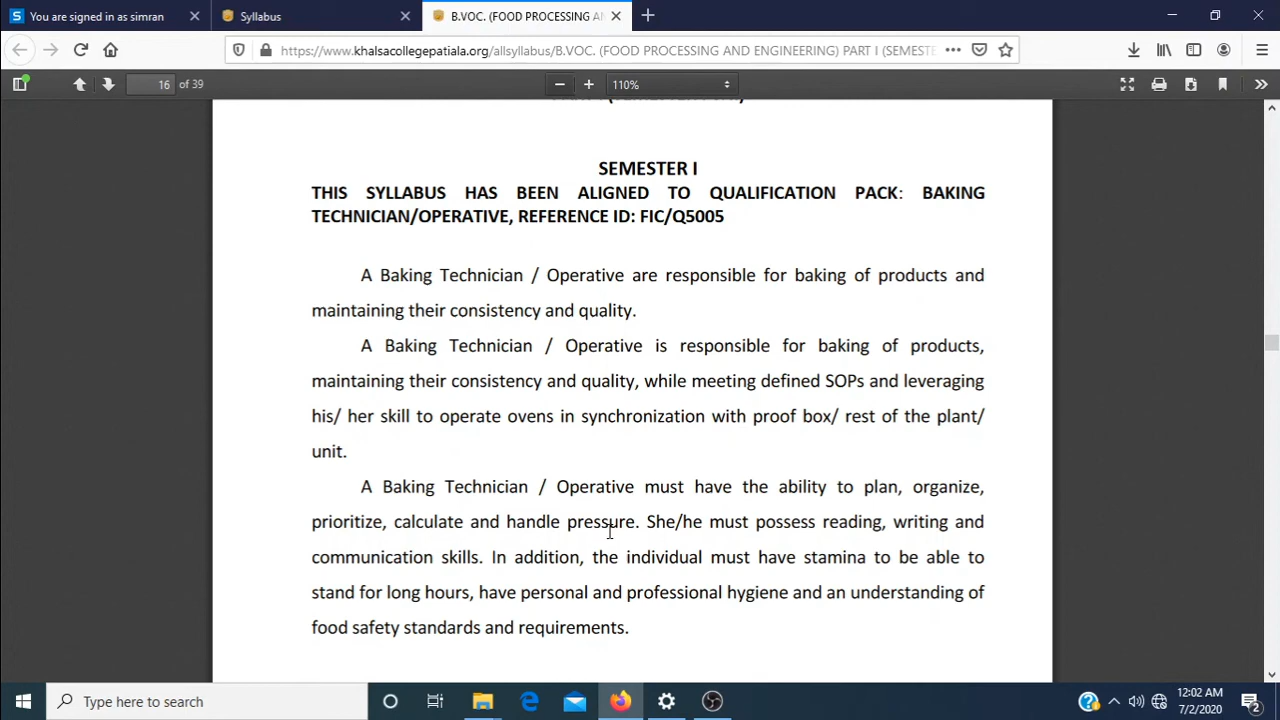 You are signed in as simran
Syllabus
B.VOC. (FOOD PROCESSING AN
https://www.khalsacollegepatiala.org/allsyllabus/B.VOC. (FOOD PROCESSING AND ENGINEERING) PART I (SEMESTE
16 of 39
110%
SEMESTER I
THIS SYLLABUS HAS BEEN ALIGNED TO QUALIFICATION PACK: BAKING
TECHNICIAN/OPERATIVE, REFERENCE ID: FIC/Q5005
A Baking Technician / Operative are responsible for baking of products and
maintaining their consistency and quality.
A Baking Technician / Operative is responsible for baking of products,
maintaining their consistency and quality, while meeting defined SOPs and leveraging
his/ her skill to operate ovens in synchronization with proof box/ rest of the plant/
unit.
A Baking Technician / Operative must have the ability to plan, organize,
prioritize, calculate and handle pressure. She/he must possess reading, writing and
communication skills. In addition, the individual must have stamina to be able to
stand for long hours, have personal and professional hygiene and an understanding of
food safety standards and requirements.
Type here to search
12:02 AM
7/2/2020
2